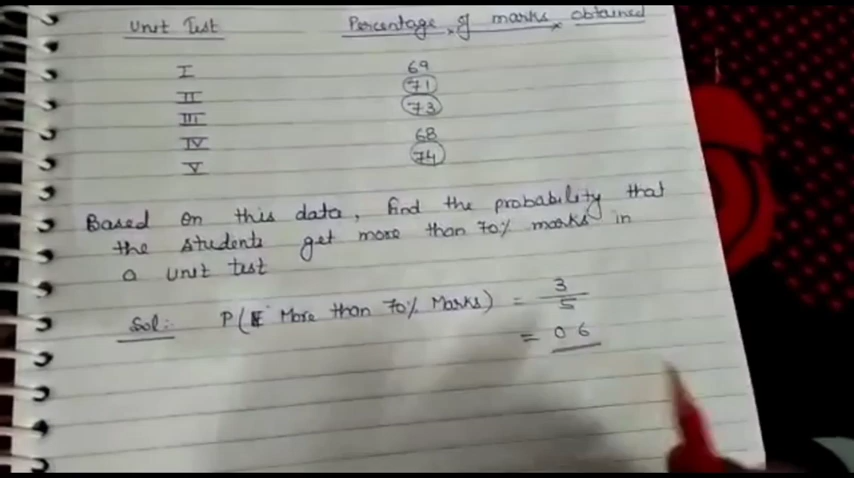 Unit Test Percentage of marks obtained
I 69
II 71
III 73
IV 68
V 74
Based on this data, find the probability that
the students get more than 70% marks in
a unit test
Sol: P( More than 70% Marks) = 3/5
= 0.6